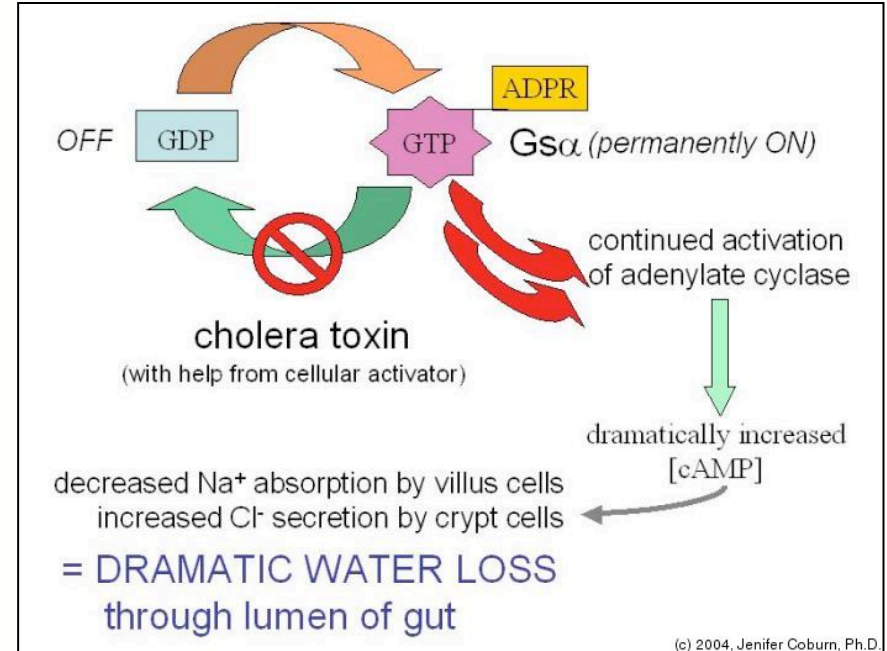 ADPR
OFF GDP GTP Gsα (permanently ON)
continued activation
of adenylate cyclase
cholera toxin
(with help from cellular activator)
dramatically increased
[cAMP]
decreased Na⁺ absorption by villus cells
increased Cl⁻ secretion by crypt cells
= DRAMATIC WATER LOSS
through lumen of gut
(c) 2004, Jenifer Coburn, Ph.D.